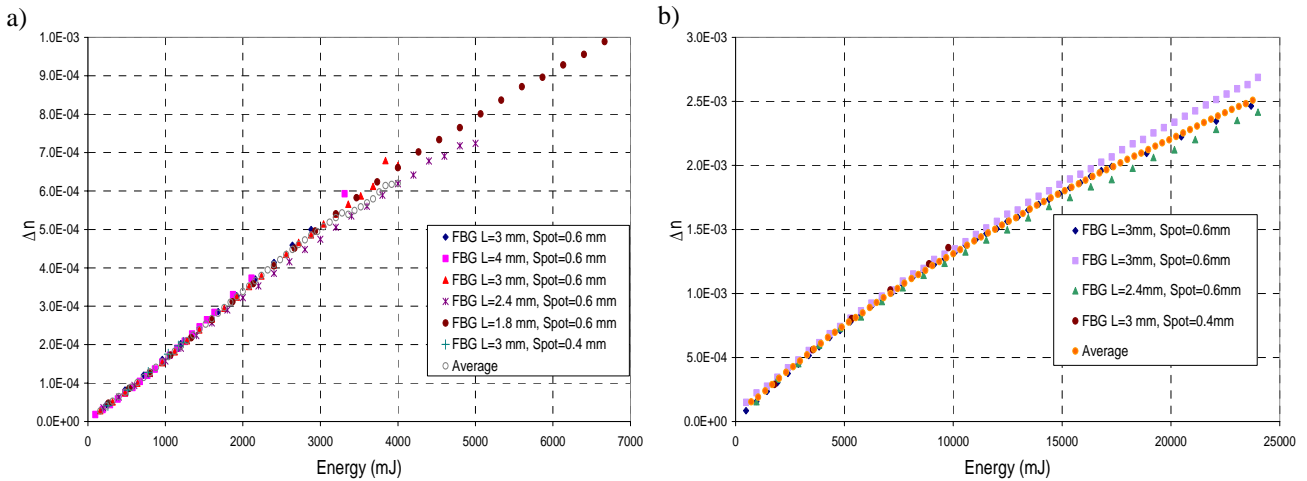 a)
1.0E-03
9.0E-04
8.0E-04
7.0E-04
6.0E-04
5.0E-04
4.0E-04
3.0E-04
2.0E-04
1.0E-04
0.0E+00
Δn
0 1000 2000 3000 4000 5000 6000 7000
Energy (mJ)
FBG L=3 mm, Spot=0.6 mm
FBG L=4 mm, Spot=0.6 mm
FBG L=3 mm, Spot=0.6 mm
FBG L=2.4 mm, Spot=0.6 mm
FBG L=1.8 mm, Spot=0.6 mm
FBG L=3 mm, Spot=0.4 mm
Average
b)
3.0E-03
2.5E-03
2.0E-03
1.5E-03
1.0E-03
5.0E-04
0.0E+00
Δn
0 5000 10000 15000 20000 25000
Energy (mJ)
FBG L=3mm, Spot=0.6mm
FBG L=3mm, Spot=0.6mm
FBG L=2.4mm, Spot=0.6mm
FBG L=3 mm, Spot=0.4mm
Average